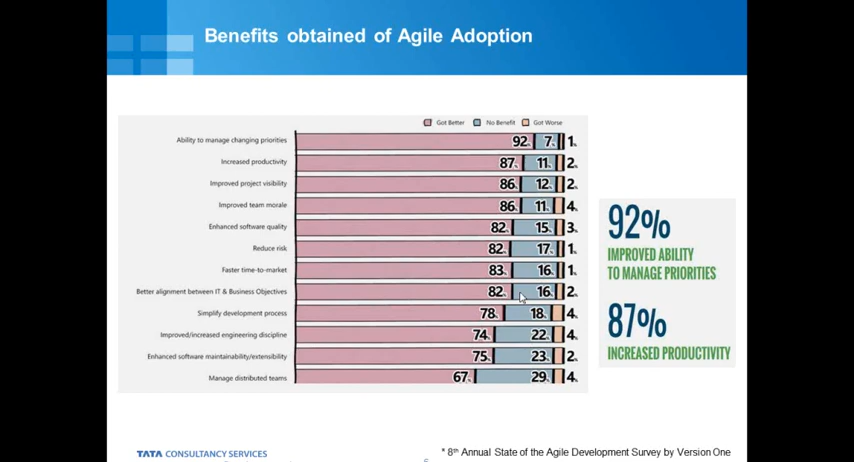 Benefits obtained of Agile Adoption
Got Better No Benefit Got Worse
Ability to manage changing priorities 92% 7% 1%
Increased productivity 87% 11% 2%
Improved project visibility 86% 12% 2%
Improved team morale 86% 11% 4%
Enhanced software quality 82% 15% 3%
Reduce risk 82% 17% 1%
Faster time-to-market 83% 16% 1%
Better alignment between IT & Business Objectives 82% 16% 2%
Simplify development process 78% 18% 4%
Improved/increased engineering discipline 74% 22% 4%
Enhanced software maintainability/extensibility 75% 23% 2%
Manage distributed teams 67% 29% 4%
92%
IMPROVED ABILITY
TO MANAGE PRIORITIES
87%
INCREASED PRODUCTIVITY
TATA CONSULTANCY SERVICES
* 8th Annual State of the Agile Development Survey by Version One